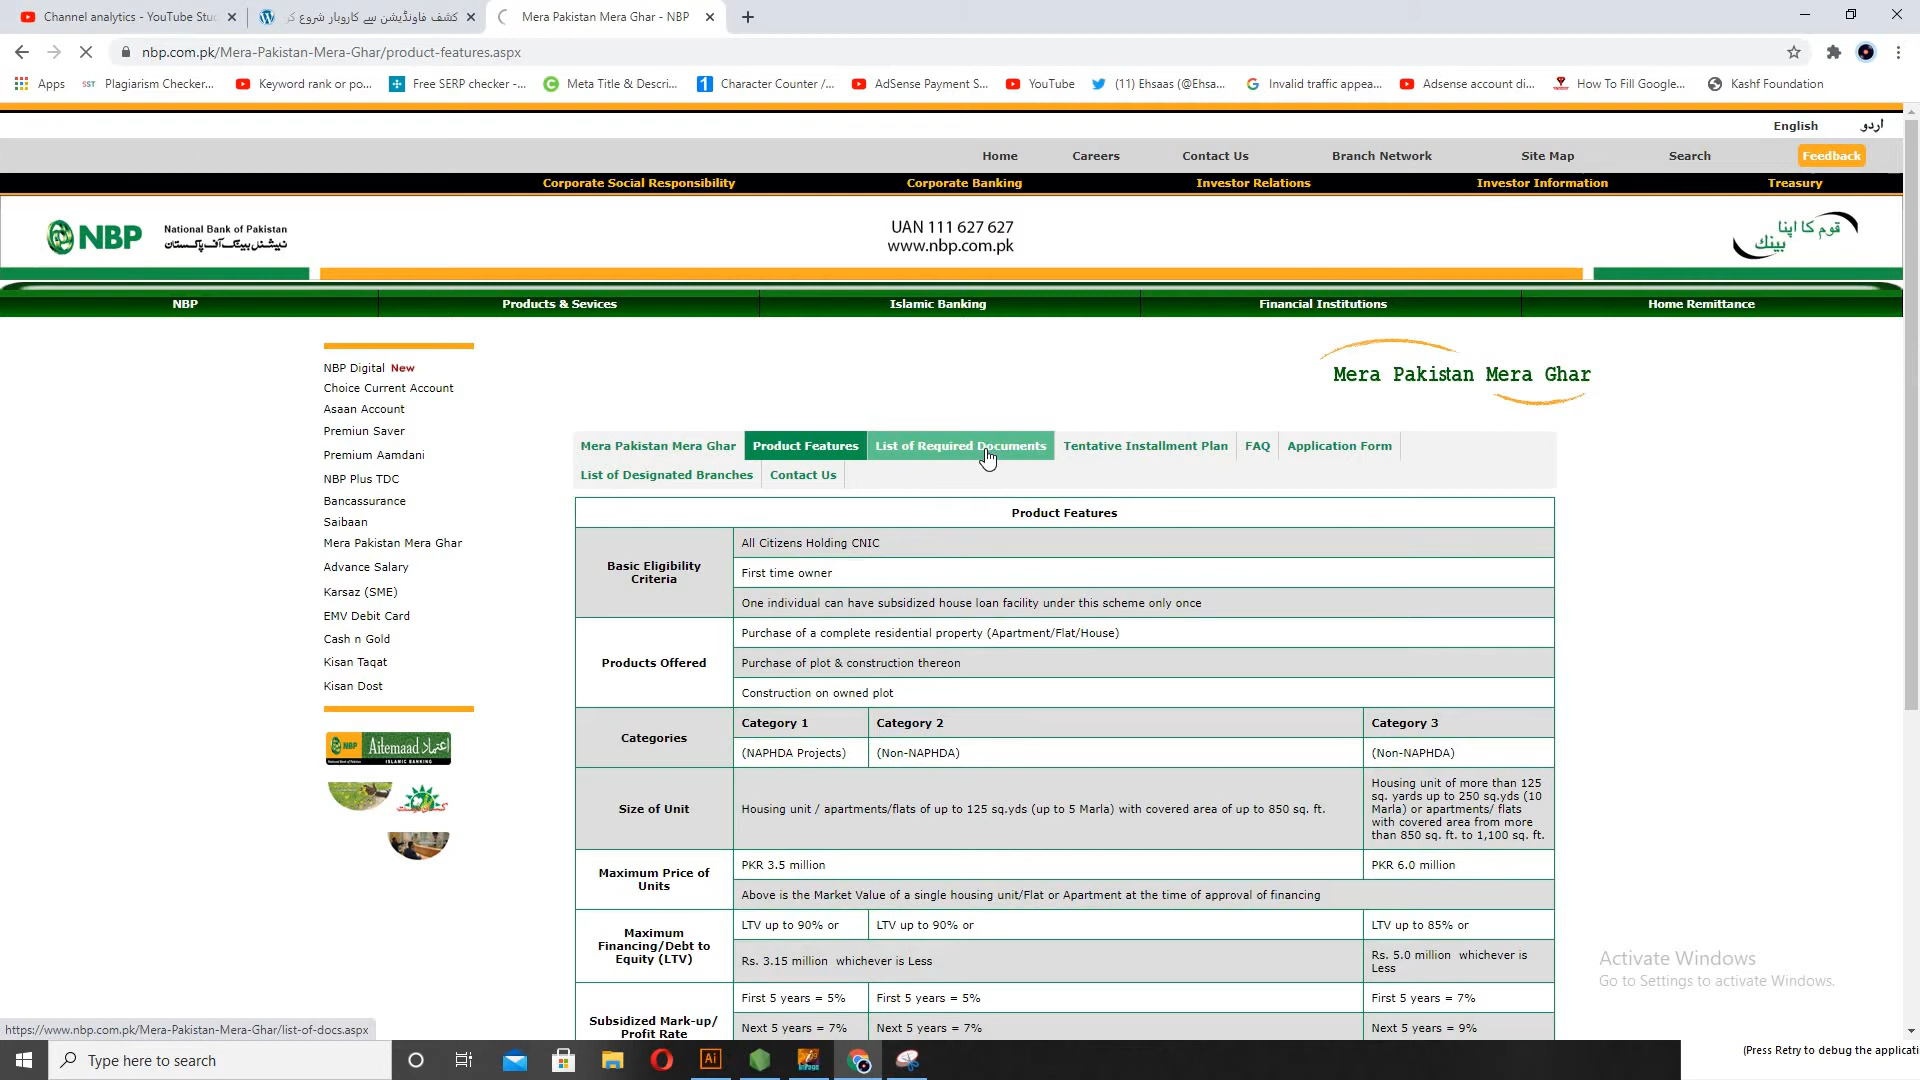 Channel analytics - YouTube Stu
کشف فاونڈیشن سے کاروبار شروع کر
Mera Pakistan Mera Ghar - NBP
nbp.com.pk/Mera-Pakistan-Mera-Ghar/product-features.aspx
Apps
SST Plagiarism Checker...
Keyword rank or po...
Free SERP checker -...
Meta Title & Descri...
1 Character Counter /...
AdSense Payment S...
YouTube
(11) Ehsaas (@Ehsa...
Invalid traffic appea...
Adsense account di...
How To Fill Google...
Kashf Foundation
English اردو
Home Careers Contact Us Branch Network Site Map Search Feedback
Corporate Social Responsibility Corporate Banking Investor Relations Investor Information Treasury
NBP National Bank of Pakistan
نیشنل بینک آف پاکستان
UAN 111 627 627
www.nbp.com.pk
قوم کا اپنا
بینک
NBP Products & Sevices Islamic Banking Financial Institutions Home Remittance
NBP Digital New
Choice Current Account
Asaan Account
Premiun Saver
Premium Aamdani
NBP Plus TDC
Bancassurance
Saibaan
Mera Pakistan Mera Ghar
Advance Salary
Karsaz (SME)
EMV Debit Card
Cash n Gold
Kisan Taqat
Kisan Dost
NBP Aitemaad اعتماد
ISLAMIC BANKING
Mera Pakistan Mera Ghar
Mera Pakistan Mera Ghar Product Features List of Required Documents Tentative Installment Plan FAQ Application Form
List of Designated Branches Contact Us
Product Features
Basic Eligibility Criteria
All Citizens Holding CNIC
First time owner
One individual can have subsidized house loan facility under this scheme only once
Products Offered
Purchase of a complete residential property (Apartment/Flat/House)
Purchase of plot & construction thereon
Construction on owned plot
Categories
Category 1 Category 2 Category 3
(NAPHDA Projects) (Non-NAPHDA) (Non-NAPHDA)
Size of Unit
Housing unit / apartments/flats of up to 125 sq.yds (up to 5 Marla) with covered area of up to 850 sq. ft.
Housing unit of more than 125
sq. yards up to 250 sq.yds (10
Marla) or apartments/ flats
with covered area from more
than 850 sq. ft. to 1,100 sq. ft.
Maximum Price of
Units
PKR 3.5 million PKR 6.0 million
Above is the Market Value of a single housing unit/Flat or Apartment at the time of approval of financing
Maximum
Financing/Debt to
Equity (LTV)
LTV up to 90% or LTV up to 90% or LTV up to 85% or
Rs. 3.15 million whichever is Less
Rs. 5.0 million whichever is
Less
Subsidized Mark-up/
Profit Rate
First 5 years = 5% First 5 years = 5% First 5 years = 7%
Next 5 years = 7% Next 5 years = 7% Next 5 years = 9%
Activate Windows
Go to Settings to activate Windows.
https://www.nbp.com.pk/Mera-Pakistan-Mera-Ghar/list-of-docs.aspx
Type here to search
Ai
(Press Retry to debug the applicati